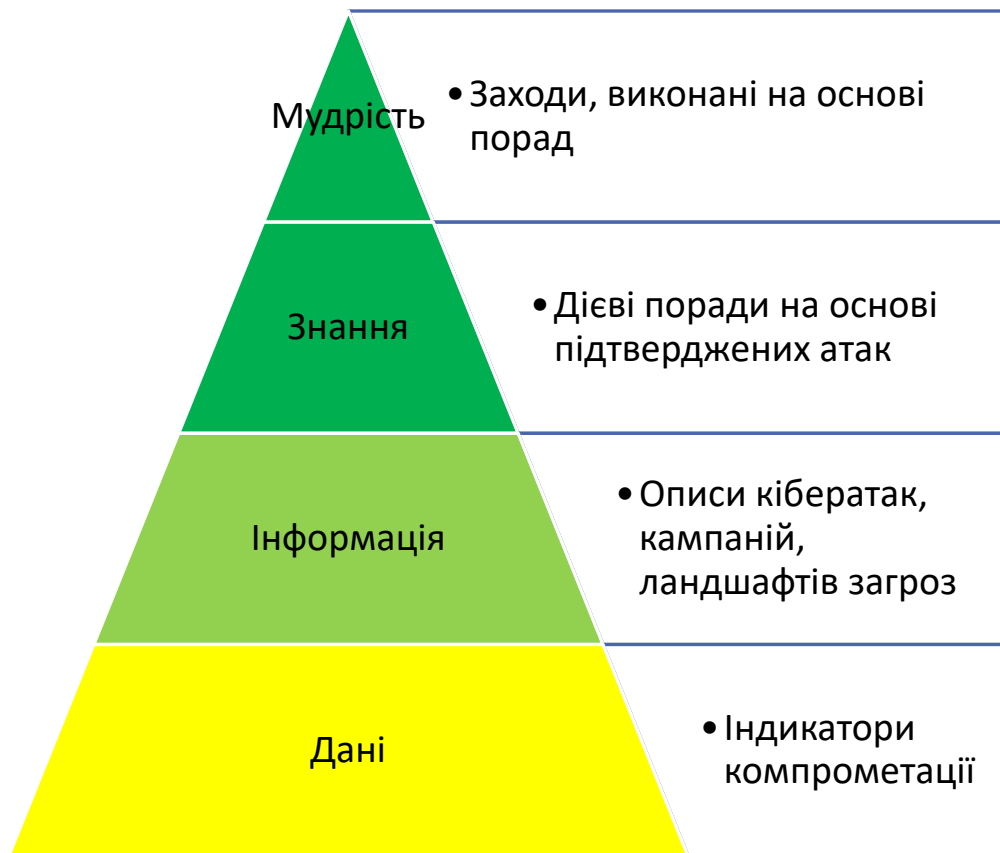 Мудрість
• Заходи, виконані на основі
порад
Знання
• Дієві поради на основі
підтверджених атак
Інформація
• Описи кібератак,
кампаній,
ландшафтів загроз
Дані
• Індикатори
компрометації